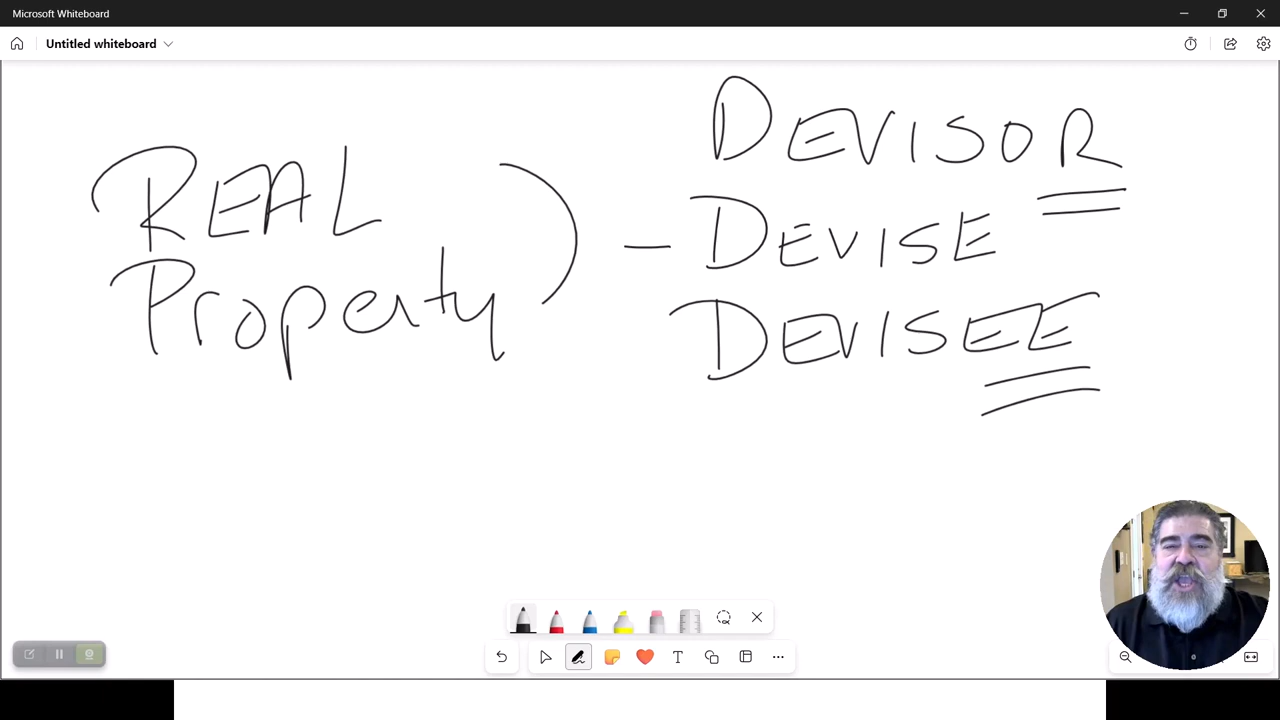 Microsoft Whiteboard
Untitled whiteboard
REAL
Property
DEVISOR
- DEVISE
DEVISEE
T